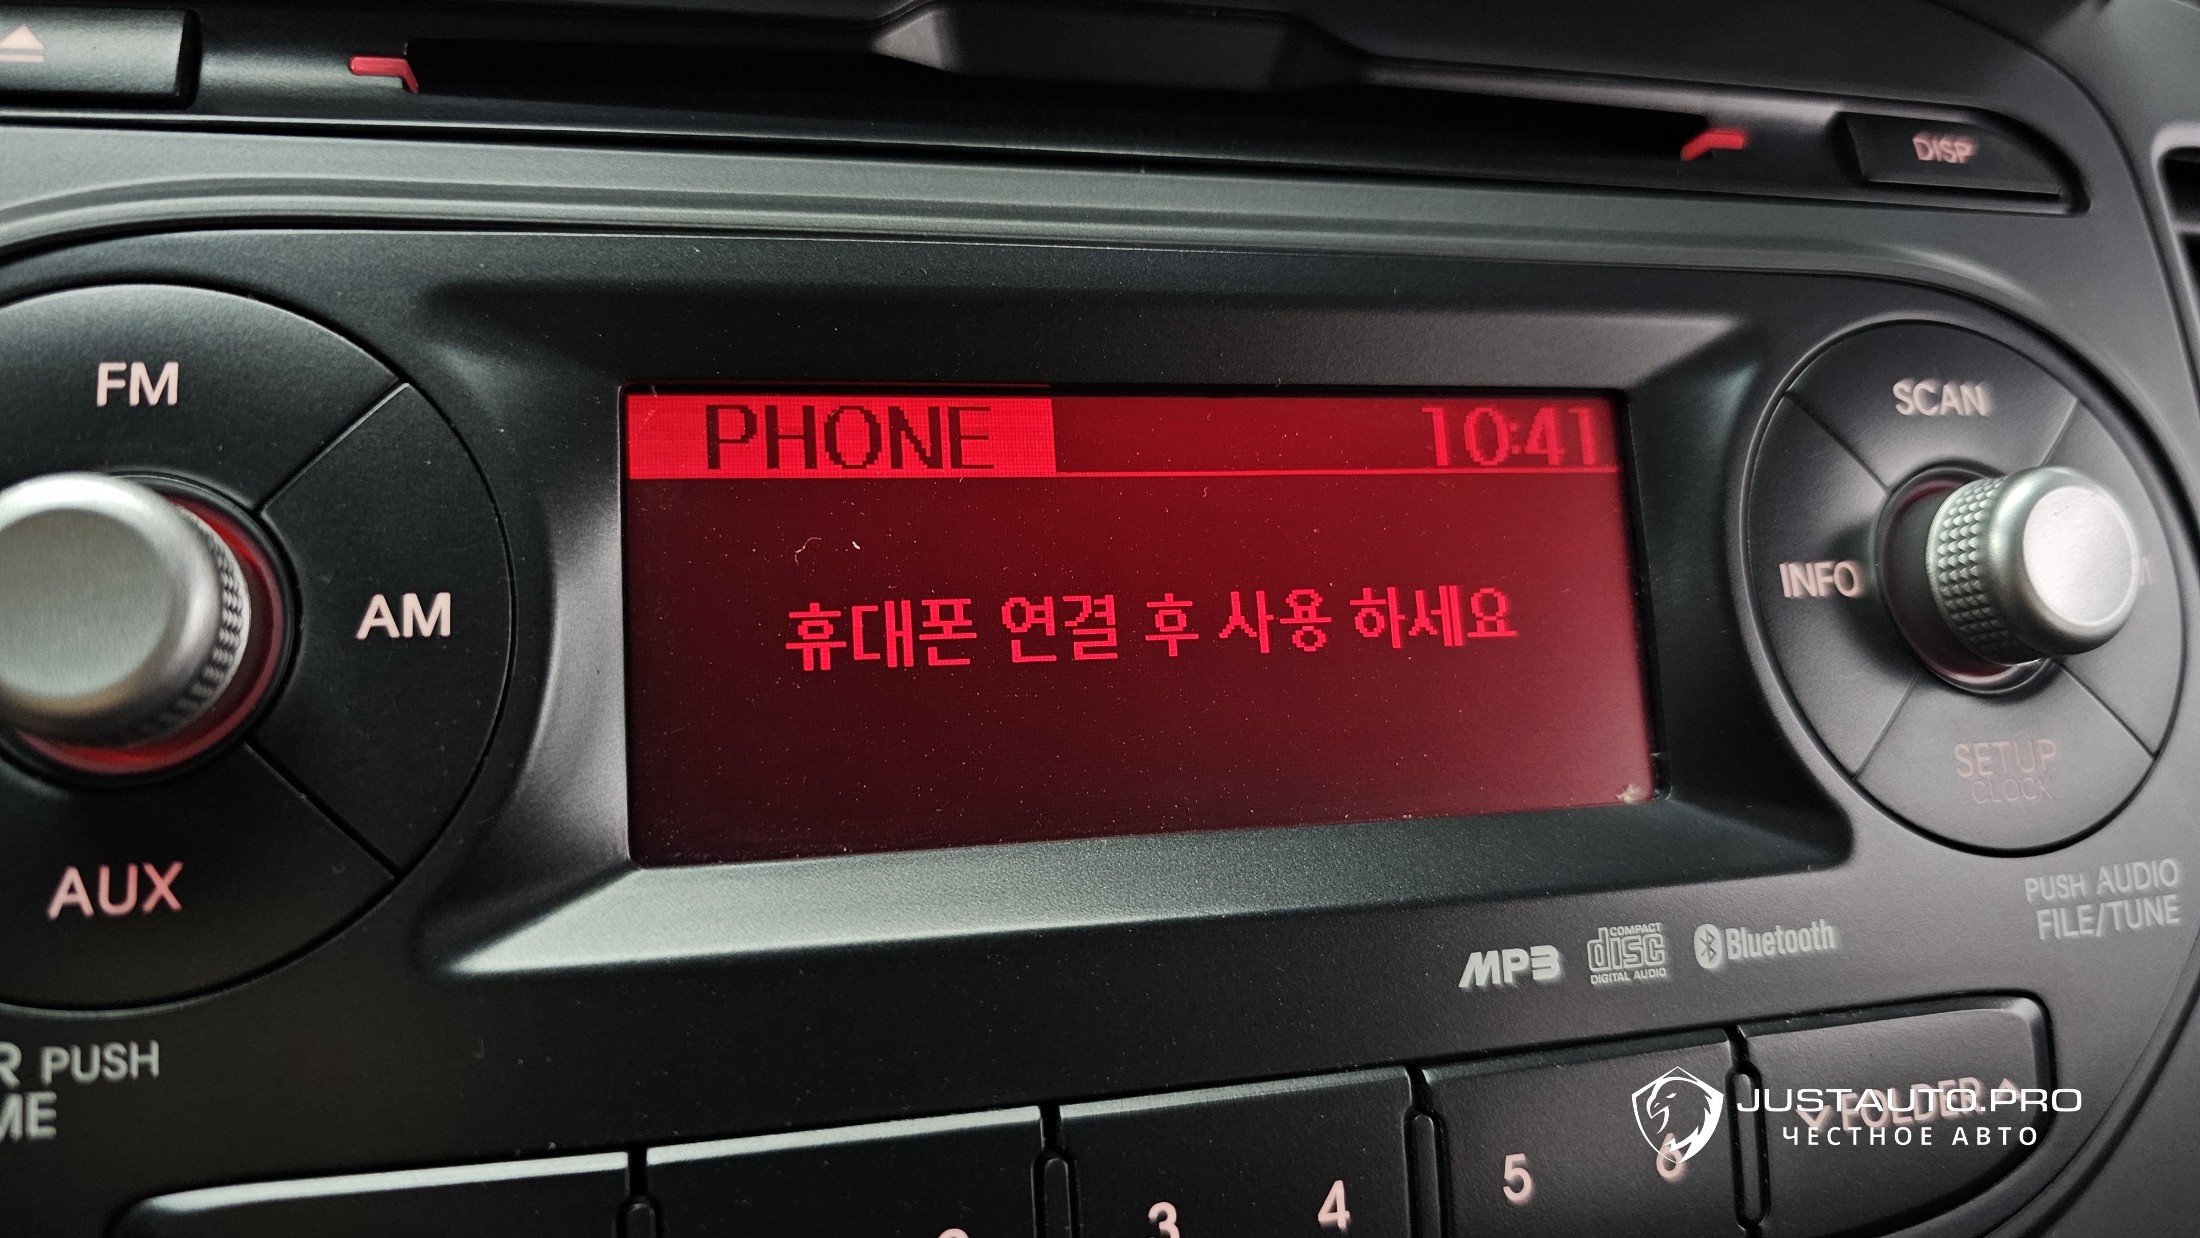 DISP
FM
AM
AUX
PHONE 10:41
휴대폰 연결 후 사용 하세요
SCAN
INFO
SETUP
CLOCK
PUSH AUDIO
FILE/TUNE
MP3
COMPACT
disc
DIGITAL AUDIO
Bluetooth
PUSH
3
4
5
6
FOLDER
JUSTAUTO.PRO
ЧЕСТНОЕ АВТО